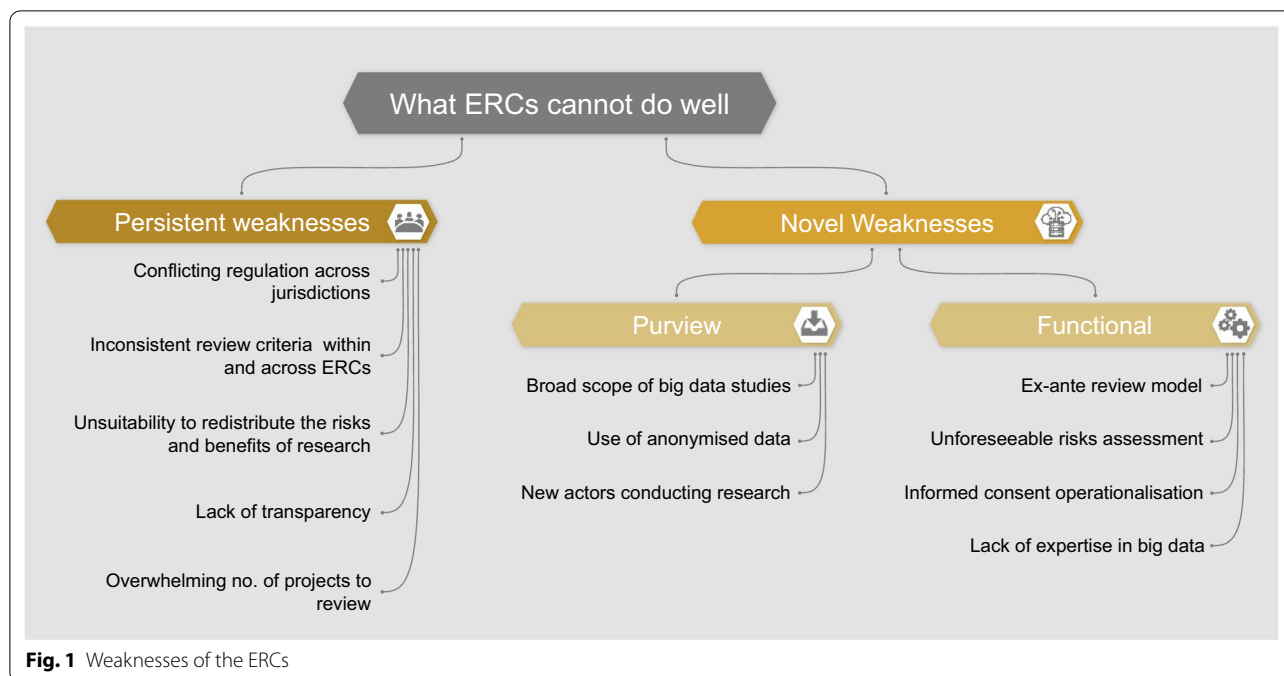 What ERCs cannot do well
Persistent weaknesses
Conflicting regulation across
jurisdictions
Inconsistent review criteria within
and across ERCs
Unsuitability to redistribute the risks
and benefits of research
Lack of transparency
Overwhelming no. of projects to
review
Novel Weaknesses
Purview
Broad scope of big data studies
Use of anonymised data
New actors conducting research
Functional
Ex-ante review model
Unforeseeable risks assessment
Informed consent operationalisation
Lack of expertise in big data
Fig. 1 Weaknesses of the ERCs